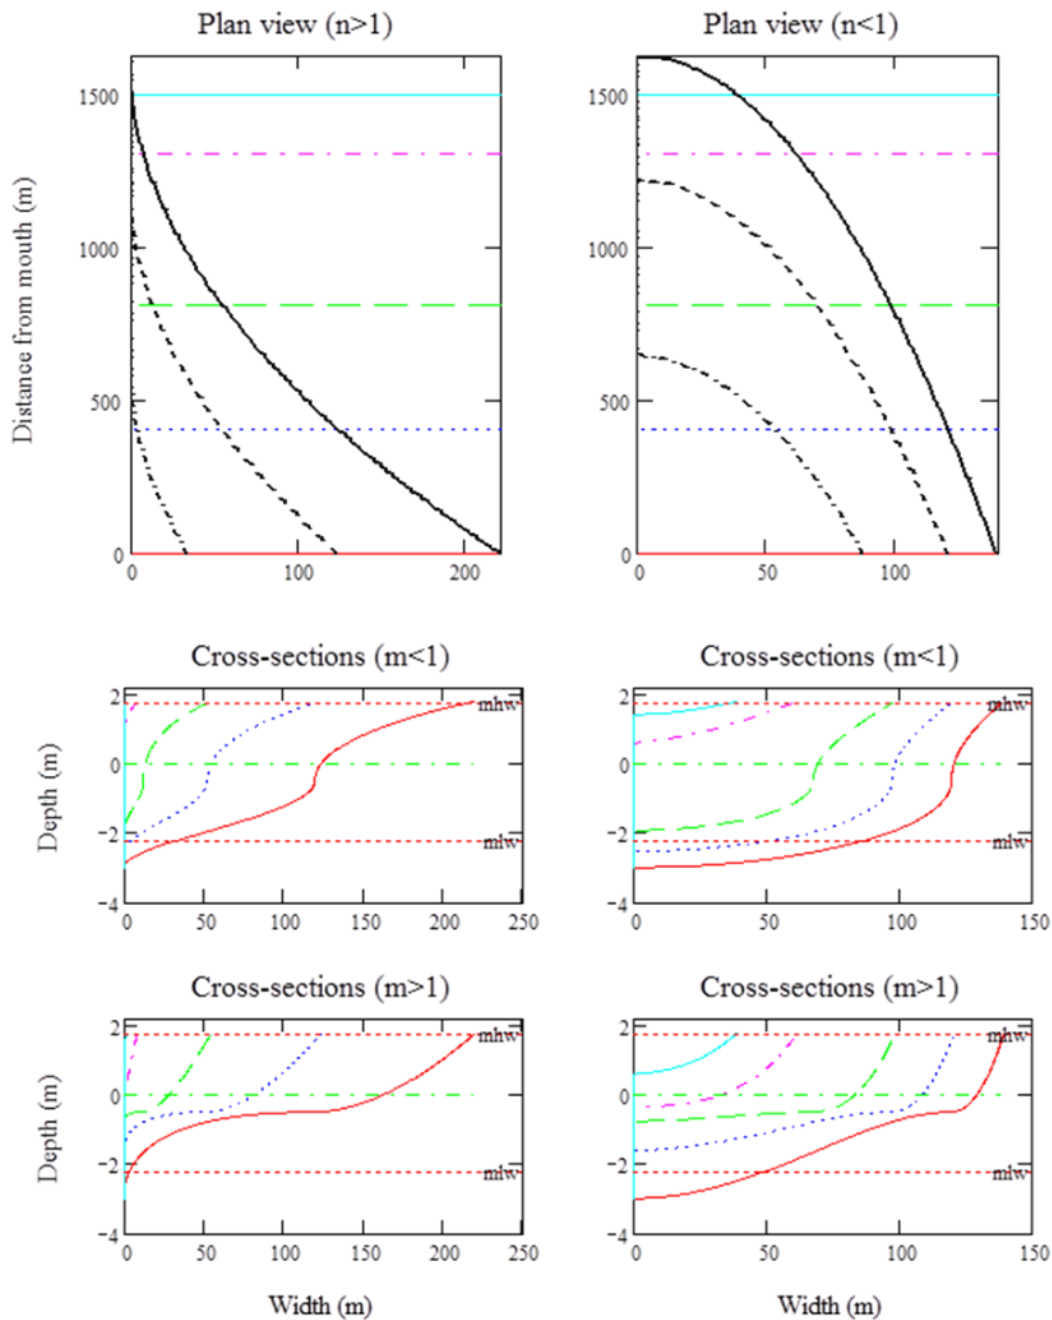 Plan view (n>1)
Plan view (n<1)
Distance from mouth (m)
1500
1000
500
0
0
100
200
1500
1000
500
0
0
50
100
Cross-sections (m<1)
Cross-sections (m<1)
Depth (m)
2
0
−2
−4
mhw
mlw
0
50
100
150
200
250
2
0
−2
−4
mhw
mlw
0
50
100
150
Cross-sections (m>1)
Cross-sections (m>1)
Depth (m)
2
0
−2
−4
mhw
mlw
0
50
100
150
200
250
2
0
−2
−4
mhw
mlw
0
50
100
150
Width (m)
Width (m)